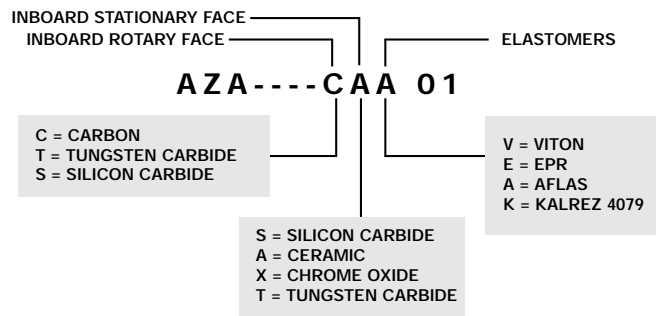 INBOARD STATIONARY FACE
INBOARD ROTARY FACE
ELASTOMERS
AZA----CAA 01
C = CARBON
T = TUNGSTEN CARBIDE
S = SILICON CARBIDE
V = VITON
E = EPR
A = AFLAS
K = KALREZ 4079
S = SILICON CARBIDE
A = CERAMIC
X = CHROME OXIDE
T = TUNGSTEN CARBIDE